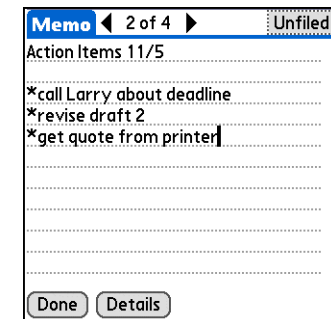 Memo 2 of 4 Unfiled
Action Items 11/5
*call Larry about deadline
*revise draft 2
*get quote from printer
Done Details